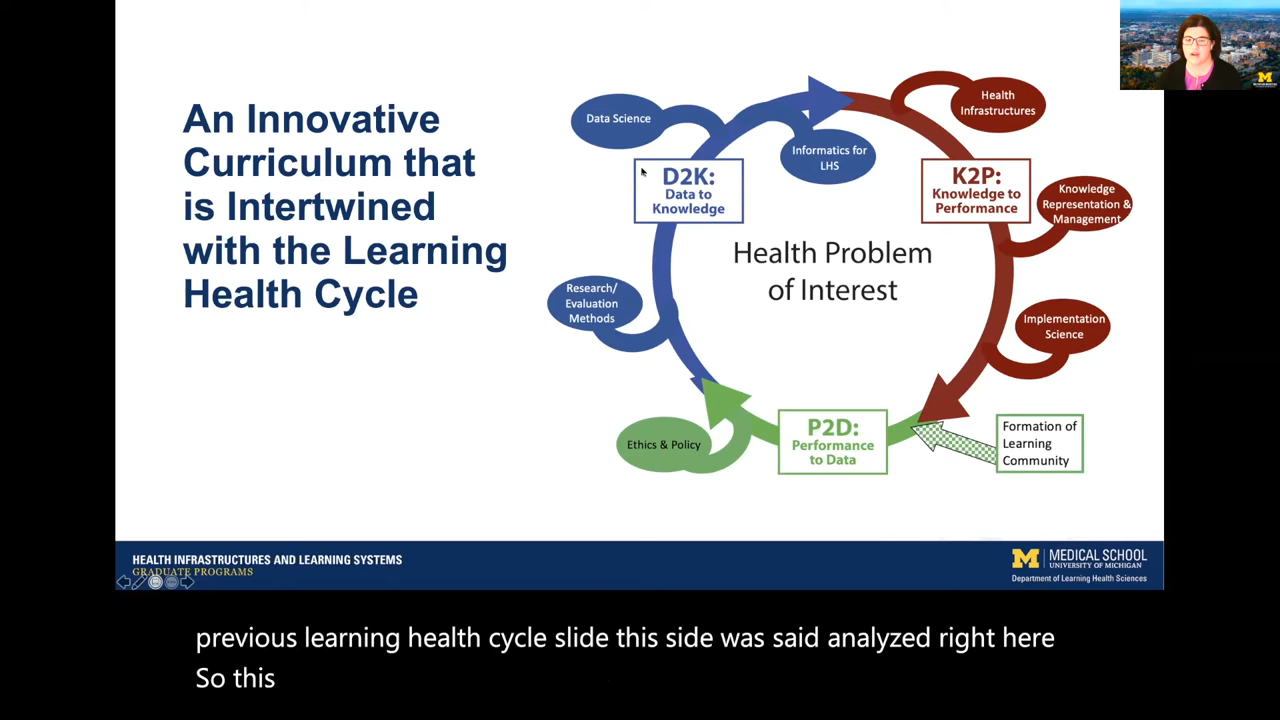 An Innovative
Curriculum that
is Intertwined
with the Learning
Health Cycle
Data Science
Informatics for
LHS
Health
Infrastructures
D2K:
Data to
Knowledge
K2P:
Knowledge to
Performance
Knowledge
Representation &
Management
Health Problem
of Interest
Research/
Evaluation
Methods
Implementation
Science
Ethics & Policy
P2D:
Performance
to Data
Formation of
Learning
Community
HEALTH INFRASTRUCTURES AND LEARNING SYSTEMS
GRADUATE PROGRAMS
M
MEDICAL SCHOOL
UNIVERSITY OF MICHIGAN
Department of Learning Health Sciences
M
previous learning health cycle slide this side was said analyzed right here
So this